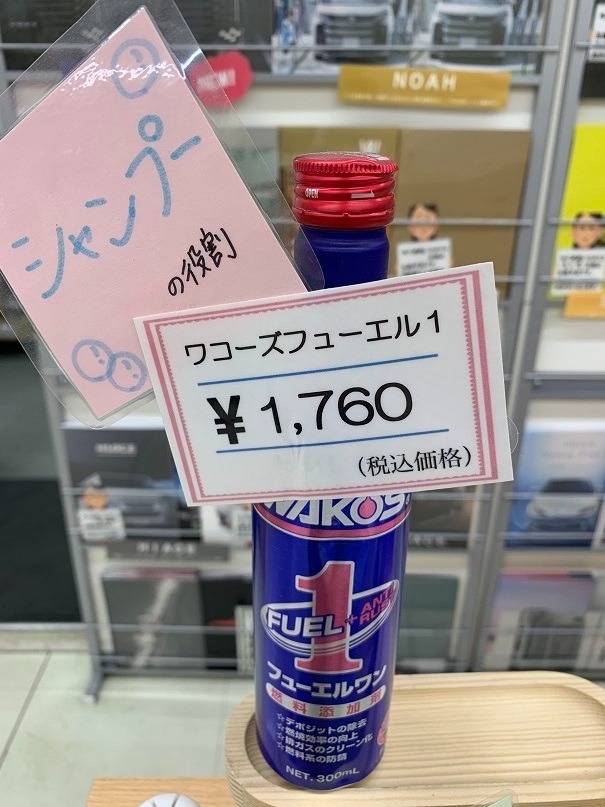 NOAH
NEW!
シャンプー
の役割
OPEN
ワコーズフューエル1
¥1,760
(税込価格)
WAKO'S
1
FUEL
+ANTI
RUST
フューエルワン
燃料添加剤
☆デポジットの除去
☆燃焼効率の向上
☆排ガスのクリーン化
☆燃料系の防錆
NET. 300mL
HIACE